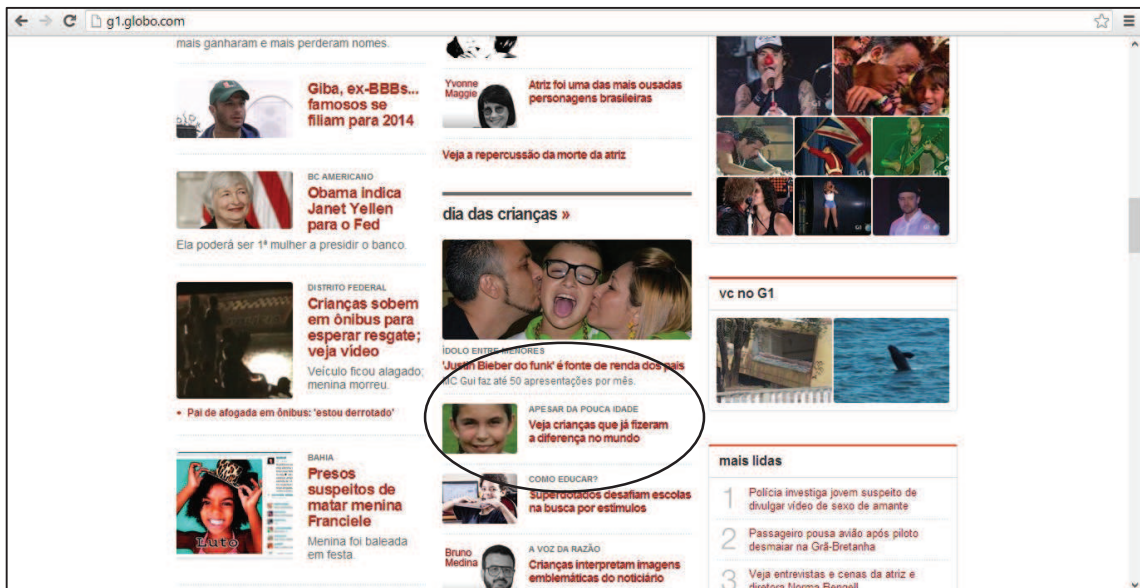 g1.globo.com
mais ganharam e mais perderam nomes.
Giba, ex-BBBs...
famosos se
filiam para 2014
BC AMERICANO
Obama indica
Janet Yellen
para o Fed
Ela poderá ser 1ª mulher a presidir o banco.
DISTRITO FEDERAL
Crianças sobem
em ônibus para
esperar resgate;
veja vídeo
Veículo ficou alagado;
menina morreu.
• Pai de afogada em ônibus: 'estou derrotado'
BAHIA
Presos
suspeitos de
matar menina
Franciele
Menina foi baleada
em festa.
Luto
Yvonne
Maggie
Atriz foi uma das mais ousadas
personagens brasileiras
Veja a repercussão da morte da atriz
dia das crianças »
ÍDOLO ENTRE MENORES
'Justin Bieber do funk' é fonte de renda dos pais
MC Gui faz até 50 apresentações por mês.
APESAR DA POUCA IDADE
Veja crianças que já fizeram
a diferença no mundo
COMO EDUCAR?
Superdotados desafiam escolas
na busca por estímulos
Bruno
Medina
A VOZ DA RAZÃO
Crianças interpretam imagens
emblemáticas do noticiário
vc no G1
mais lidas
1 Polícia investiga jovem suspeito de
divulgar vídeo de sexo de amante
2 Passageiro pousa avião após piloto
desmaiar na Grã-Bretanha
3 Veja entrevistas e cenas da atriz e
diretora Norma Bengell